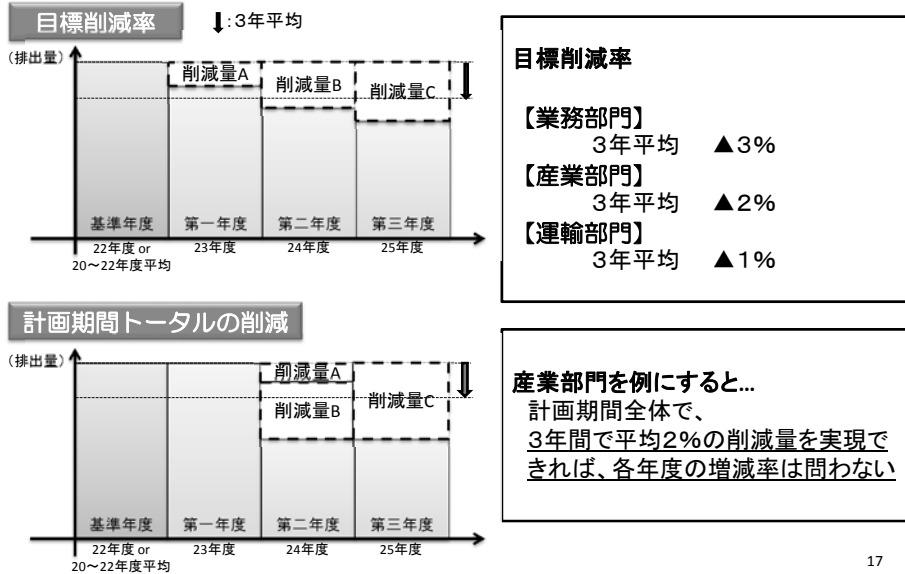 目標削減率
:3年平均
(排出量)
削減量A
削減量B
削減量C
基準年度
第一年度
第二年度
第三年度
22年度 or
20～22年度平均
23年度
24年度
25年度
目標削減率
【業務部門】
3年平均 ▲3%
【産業部門】
3年平均 ▲2%
【運輸部門】
3年平均 ▲1%
計画期間トータルの削減
(排出量)
削減量A
削減量B
削減量C
基準年度
第一年度
第二年度
第三年度
22年度 or
20～22年度平均
23年度
24年度
25年度
産業部門を例にすると…
計画期間全体で、
3年間で平均2%の削減量を実現で
きれば、各年度の増減率は問わない
17